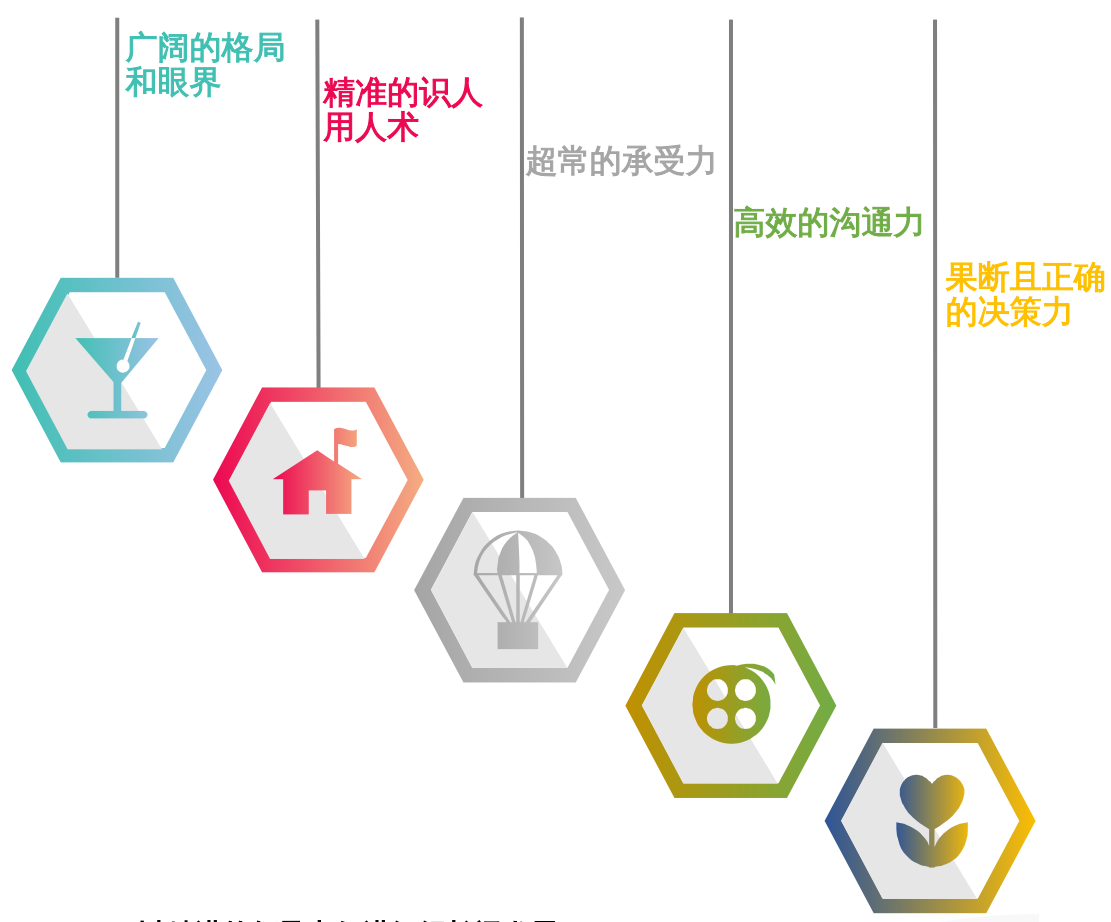 广阔的格局
和眼界
精准的识人
用人术
超常的承受力
高效的沟通力
果断且正确
的决策力